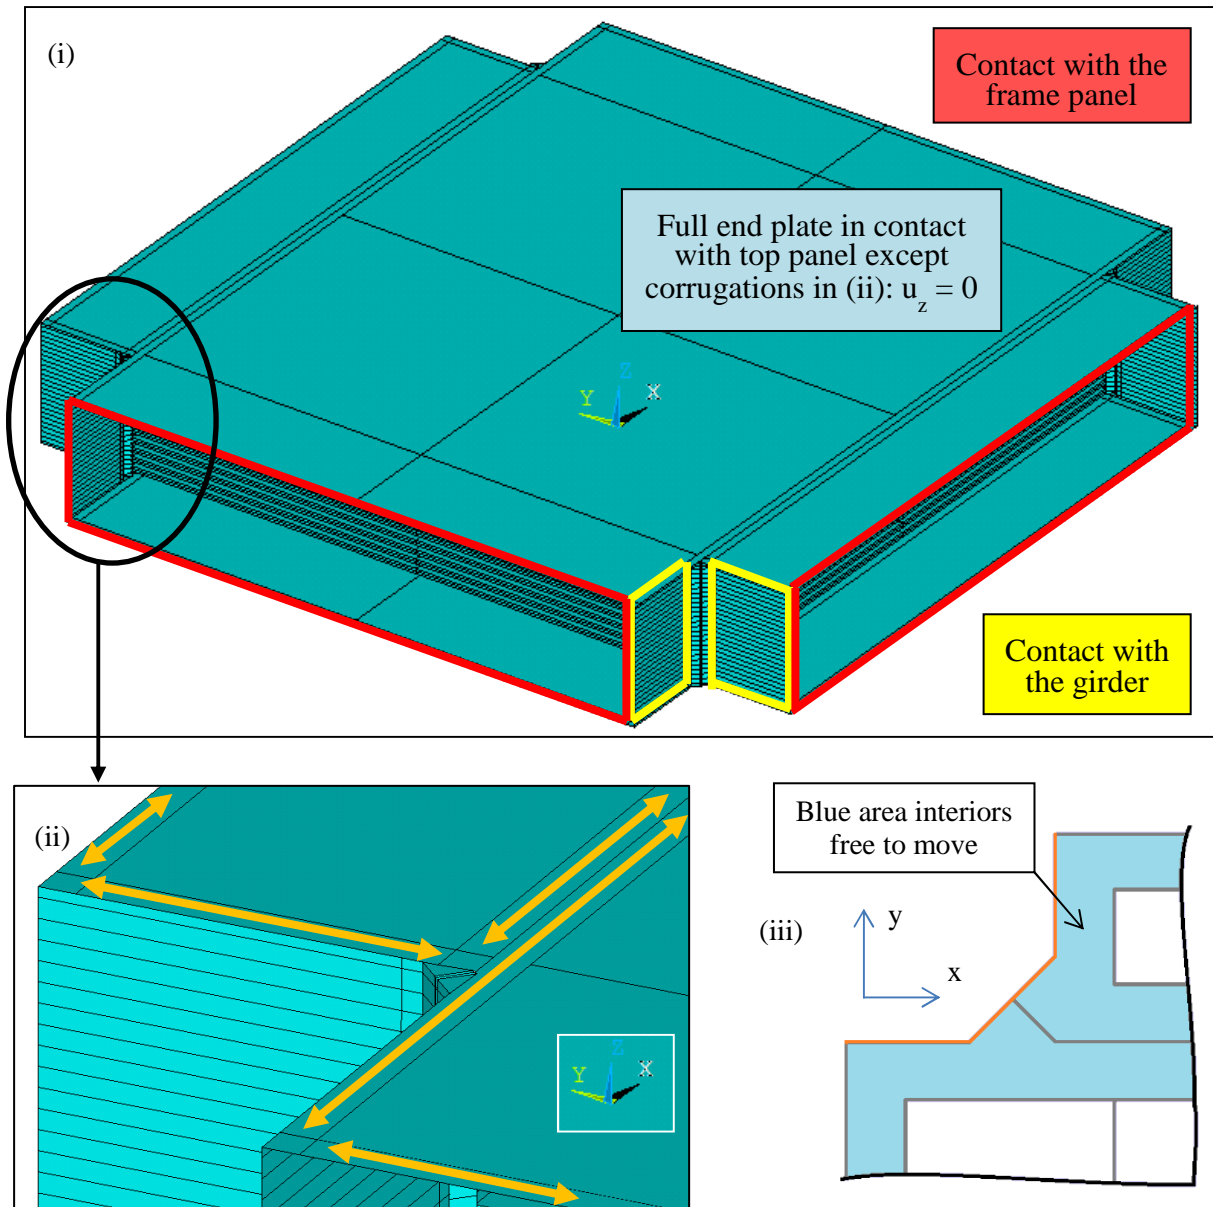 (i)
Contact with the
frame panel
Full end plate in contact
with top panel except
corrugations in (ii): u_z = 0
Z
Y
X
Contact with
the girder
(ii)
Z
Y
X
Blue area interiors
free to move
(iii)
y
x